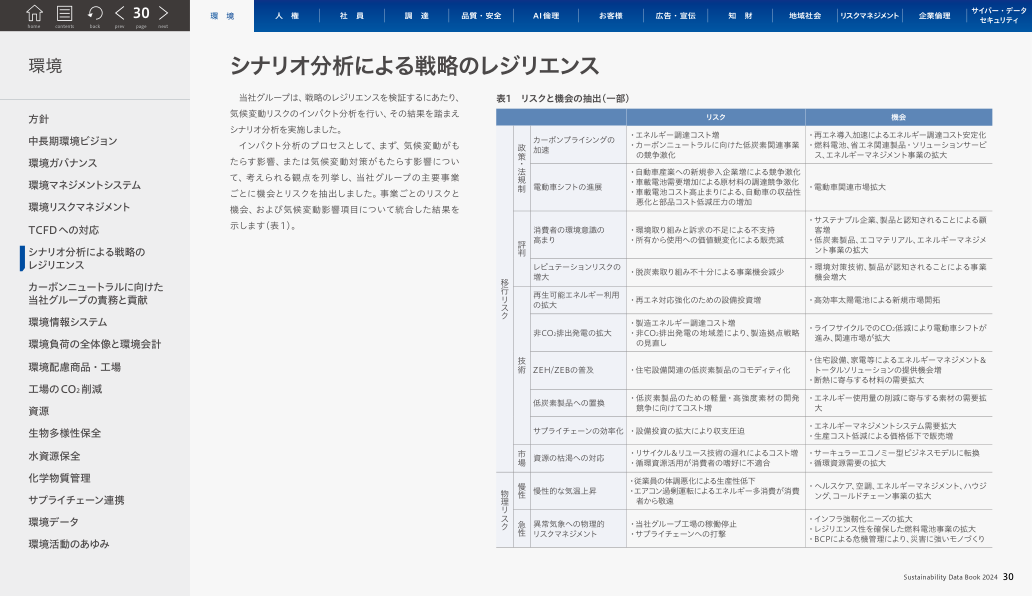 home
contents
back
prev
30
page
next
環 境
人 権
社 員
調 達
品質・安全
AI倫理
お客様
広告・宣伝
知 財
地域社会
リスクマネジメント
企業倫理
サイバー・データ
セキュリティ
環境
方針
中長期環境ビジョン
環境ガバナンス
環境マネジメントシステム
環境リスクマネジメント
TCFDへの対応
シナリオ分析による戦略の
レジリエンス
カーボンニュートラルに向けた
当社グループの責務と貢献
環境情報システム
環境負荷の全体像と環境会計
環境配慮商品・工場
工場のCO₂削減
資源
生物多様性保全
水資源保全
化学物質管理
サプライチェーン連携
環境データ
環境活動のあゆみ
シナリオ分析による戦略のレジリエンス
当社グループは、戦略のレジリエンスを検証するにあたり、
気候変動リスクのインパクト分析を行い、その結果を踏まえ
シナリオ分析を実施しました。
インパクト分析のプロセスとして、まず、気候変動がも
たらす影響、または気候変動対策がもたらす影響につい
て、考えられる観点を列挙し、当社グループの主要事業
ごとに機会とリスクを抽出しました。事業ごとのリスクと
機会、および気候変動影響項目について統合した結果を
示します(表1)。
表1 リスクと機会の抽出(一部)
リスク
機会
移行リスク
政策・法規制
カーボンプライシングの
加速
・エネルギー調達コスト増
・カーボンニュートラルに向けた低炭素関連事業
の競争激化
・再エネ導入加速によるエネルギー調達コスト安定化
・燃料電池、省エネ関連製品・ソリューションサービ
ス、エネルギーマネジメント事業の拡大
電動車シフトの進展
・自動車産業への新規参入企業増による競争激化
・車載電池需要増加による原材料の調達競争激化
・車載電池コスト高止まりによる、自動車の収益性
悪化と部品コスト低減圧力の増加
・電動車関連市場拡大
評判
消費者の環境意識の
高まり
・環境取り組みと訴求の不足による不支持
・所有から使用への価値観変化による販売減
・サステナブル企業、製品と認知されることによる顧
客増
・低炭素製品、エコマテリアル、エネルギーマネジメ
ント事業の拡大
レピュテーションリスクの
増大
・脱炭素取り組み不十分による事業機会減少
・環境対策技術、製品が認知されることによる事業
機会増大
技術
再生可能エネルギー利用
の拡大
・再エネ対応強化のための設備投資増
・高効率太陽電池による新規市場開拓
非CO₂排出発電の拡大
・製造エネルギー調達コスト増
・非CO₂排出発電の地域差により、製造拠点戦略
の見直し
・ライフサイクルでのCO₂低減により電動車シフトが
進み、関連市場が拡大
ZEH/ZEBの普及
・住宅設備関連の低炭素製品のコモディティ化
・住宅設備、家電等によるエネルギーマネジメント&
トータルソリューションの提供機会増
・断熱に寄与する材料の需要拡大
低炭素製品への置換
・低炭素製品のための軽量・高強度素材の開発
競争に向けてコスト増
・エネルギー使用量の削減に寄与する素材の需要拡
大
サプライチェーンの効率化
・設備投資の拡大により収支圧迫
・エネルギーマネジメントシステム需要拡大
・生産コスト低減による価格低下で販売増
市場
資源の枯渇への対応
・リサイクル&リユース技術の遅れによるコスト増
・循環資源活用が消費者の嗜好に不適合
・サーキュラーエコノミー型ビジネスモデルに転換
・循環資源需要の拡大
物理リスク
慢性
慢性的な気温上昇
・従業員の体調悪化による生産性低下
・エアコン過剰運転によるエネルギー多消費が消費
者から敬遠
・ヘルスケア、空調、エネルギーマネジメント、ハウジ
ング、コールドチェーン事業の拡大
急性
異常気象への物理的
リスクマネジメント
・当社グループ工場の稼働停止
・サプライチェーンへの打撃
・インフラ強靭化ニーズの拡大
・レジリエンス性を確保した燃料電池事業の拡大
・BCPによる危機管理により、災害に強いモノづくり
Sustainability Data Book 2024 30